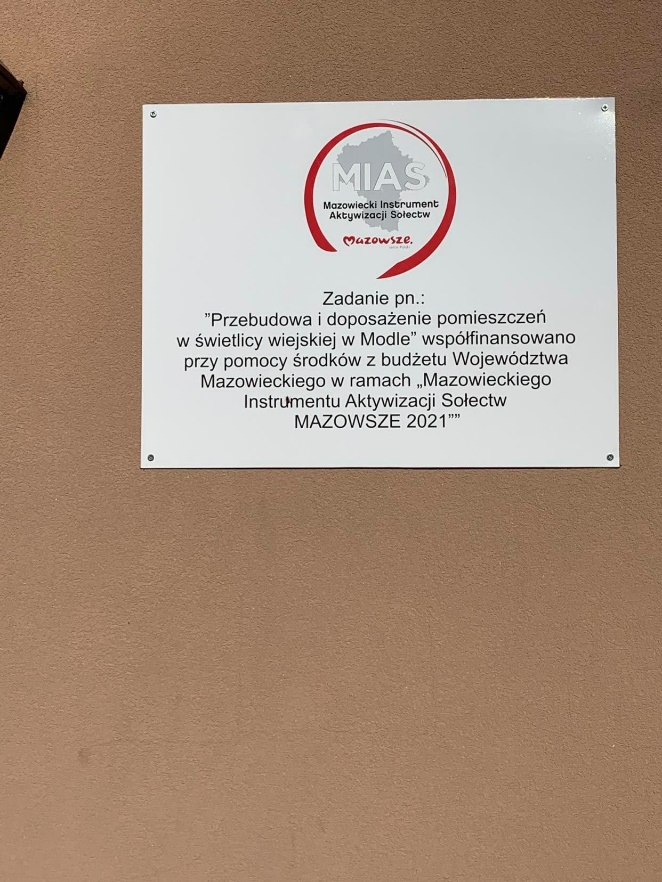 MIAS
Mazowiecki Instrument
Aktywizacji Sołectw
Mazowsze.
Zadanie pn.:
”Przebudowa i doposażenie pomieszczeń
w świetlicy wiejskiej w Modle” współfinansowano
przy pomocy środków z budżetu Województwa
Mazowieckiego w ramach „Mazowieckiego
Instrumentu Aktywizacji Sołectw
MAZOWSZE 2021””